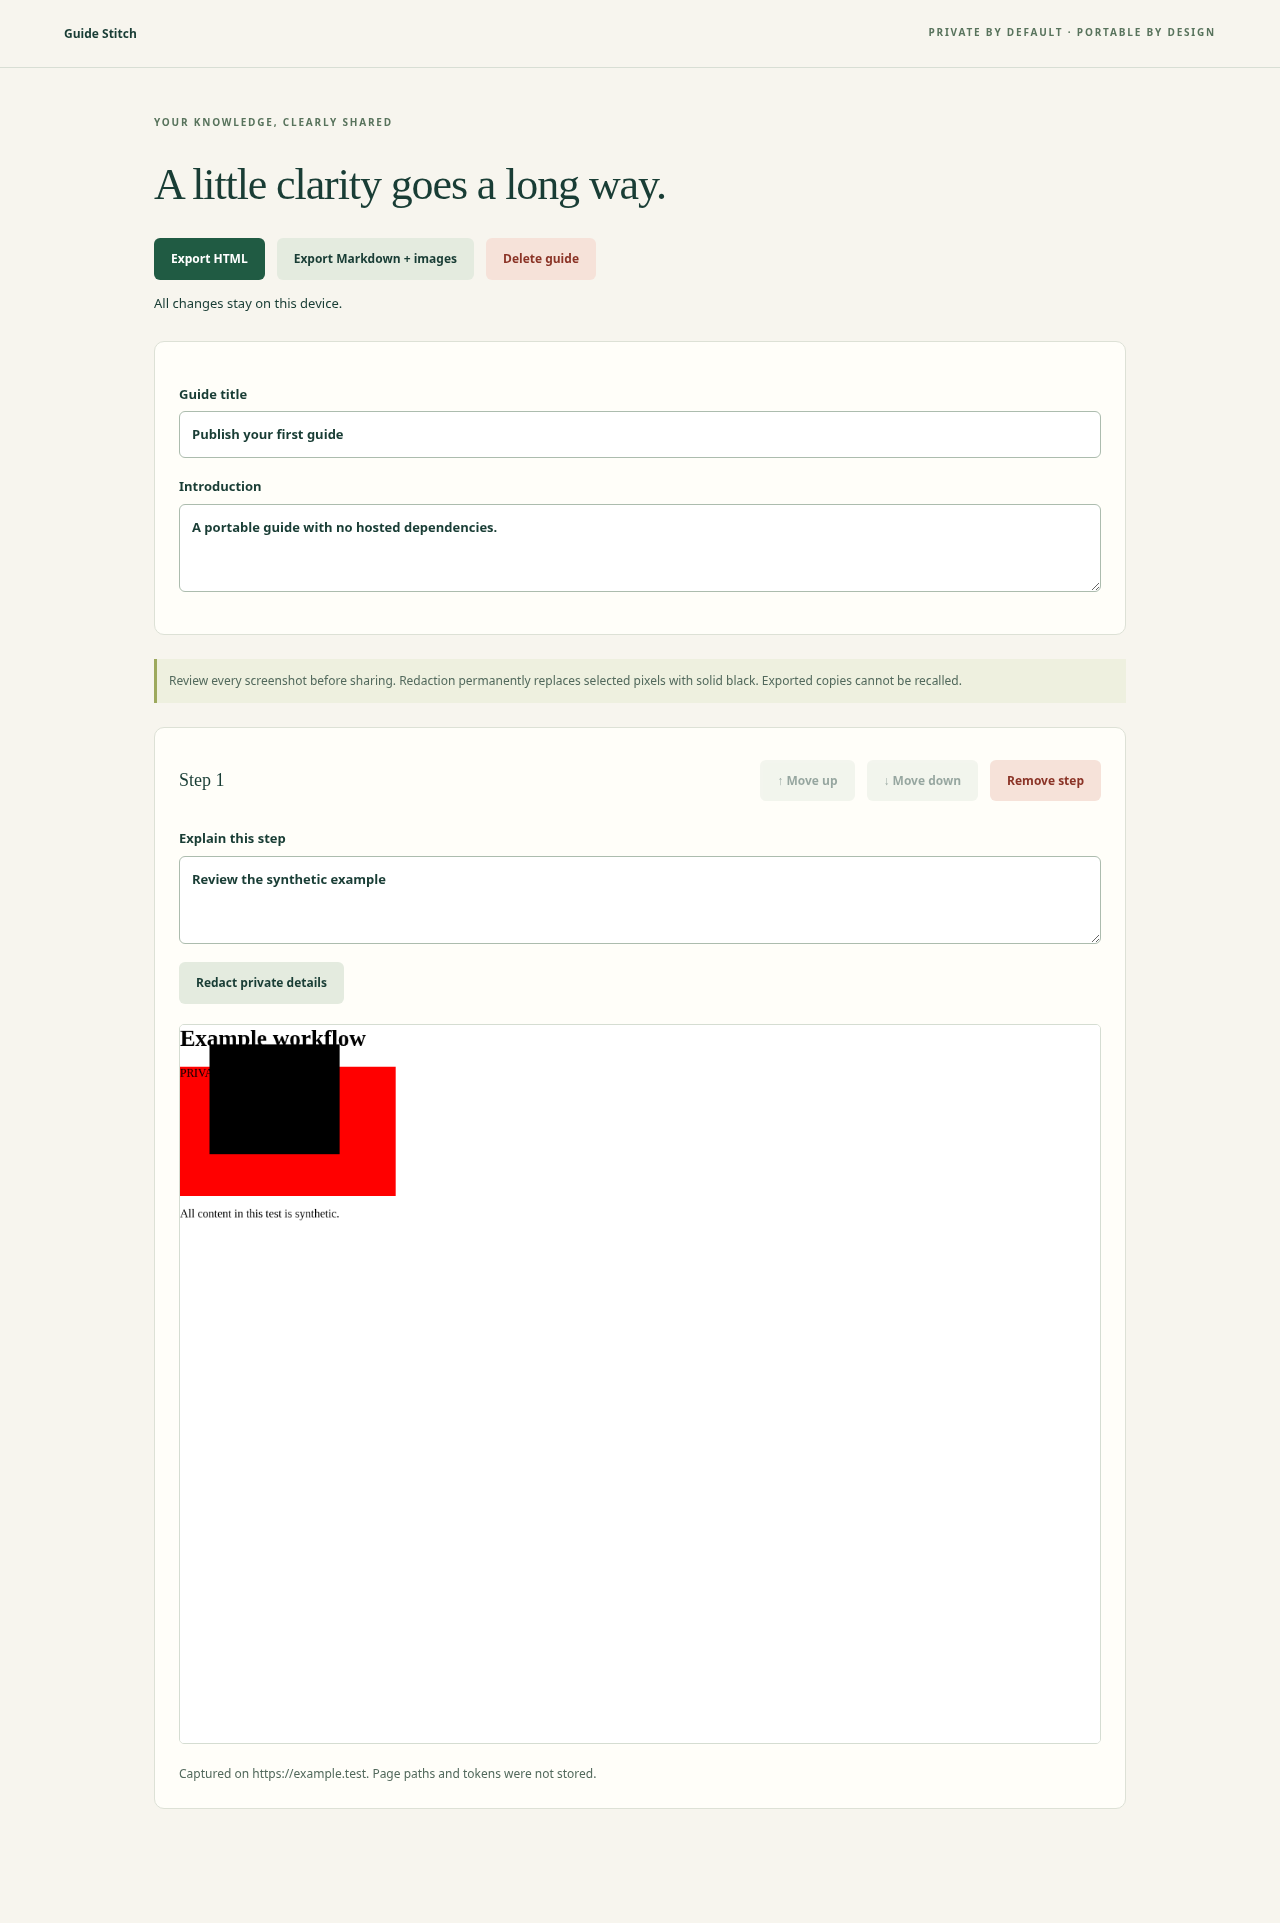 Guide Stitch
PRIVATE BY DEFAULT · PORTABLE BY DESIGN
YOUR KNOWLEDGE, CLEARLY SHARED
A little clarity goes a long way.
Export HTML
Export Markdown + images
Delete guide
All changes stay on this device.
Guide title
Publish your first guide
Introduction
A portable guide with no hosted dependencies.
Review every screenshot before sharing. Redaction permanently replaces selected pixels with solid black. Exported copies cannot be recalled.
Step 1
↑ Move up
↓ Move down
Remove step
Explain this step
Review the synthetic example
Redact private details
Example workflow
All content in this test is synthetic.
Captured on https://example.test. Page paths and tokens were not stored.